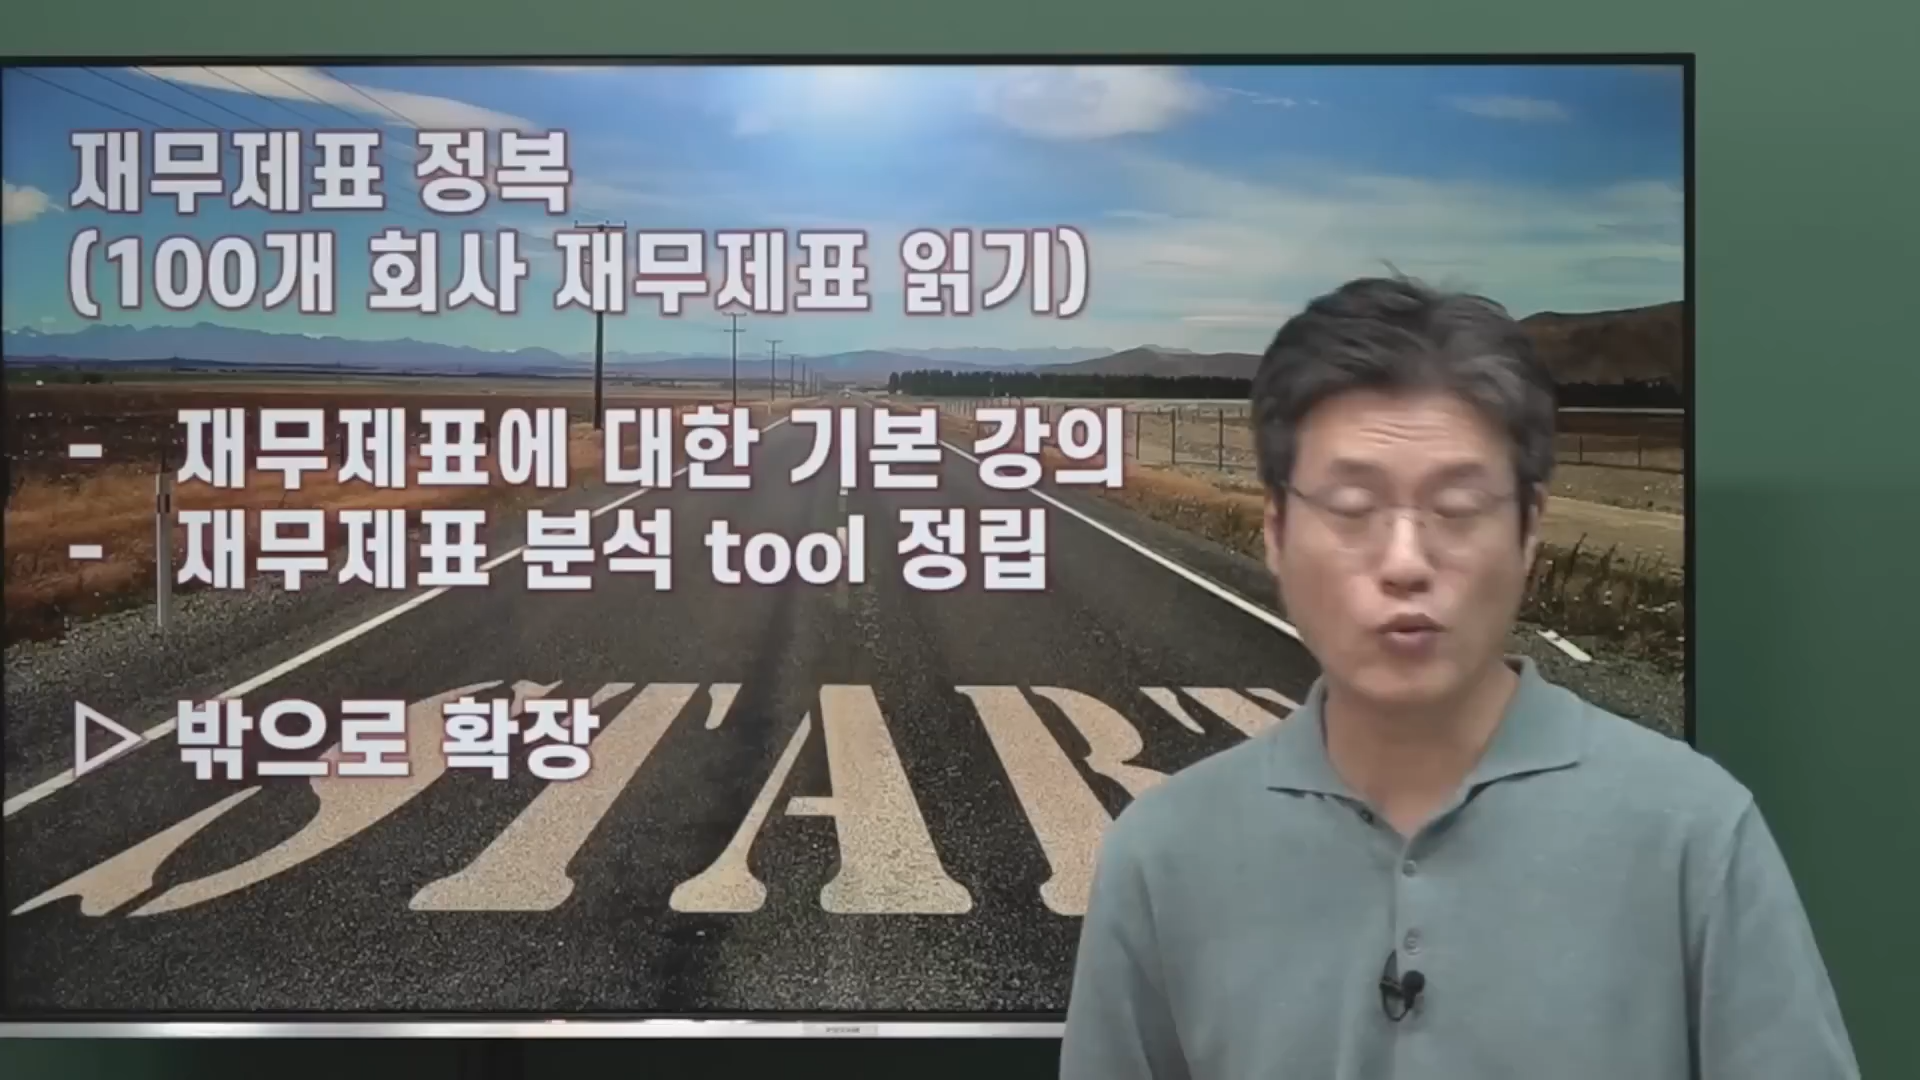 재무제표 정복
(100개 회사 재무제표 읽기)
- 재무제표에 대한 기본 강의
- 재무제표 분석 tool 정립
▷ 밖으로 확장
START